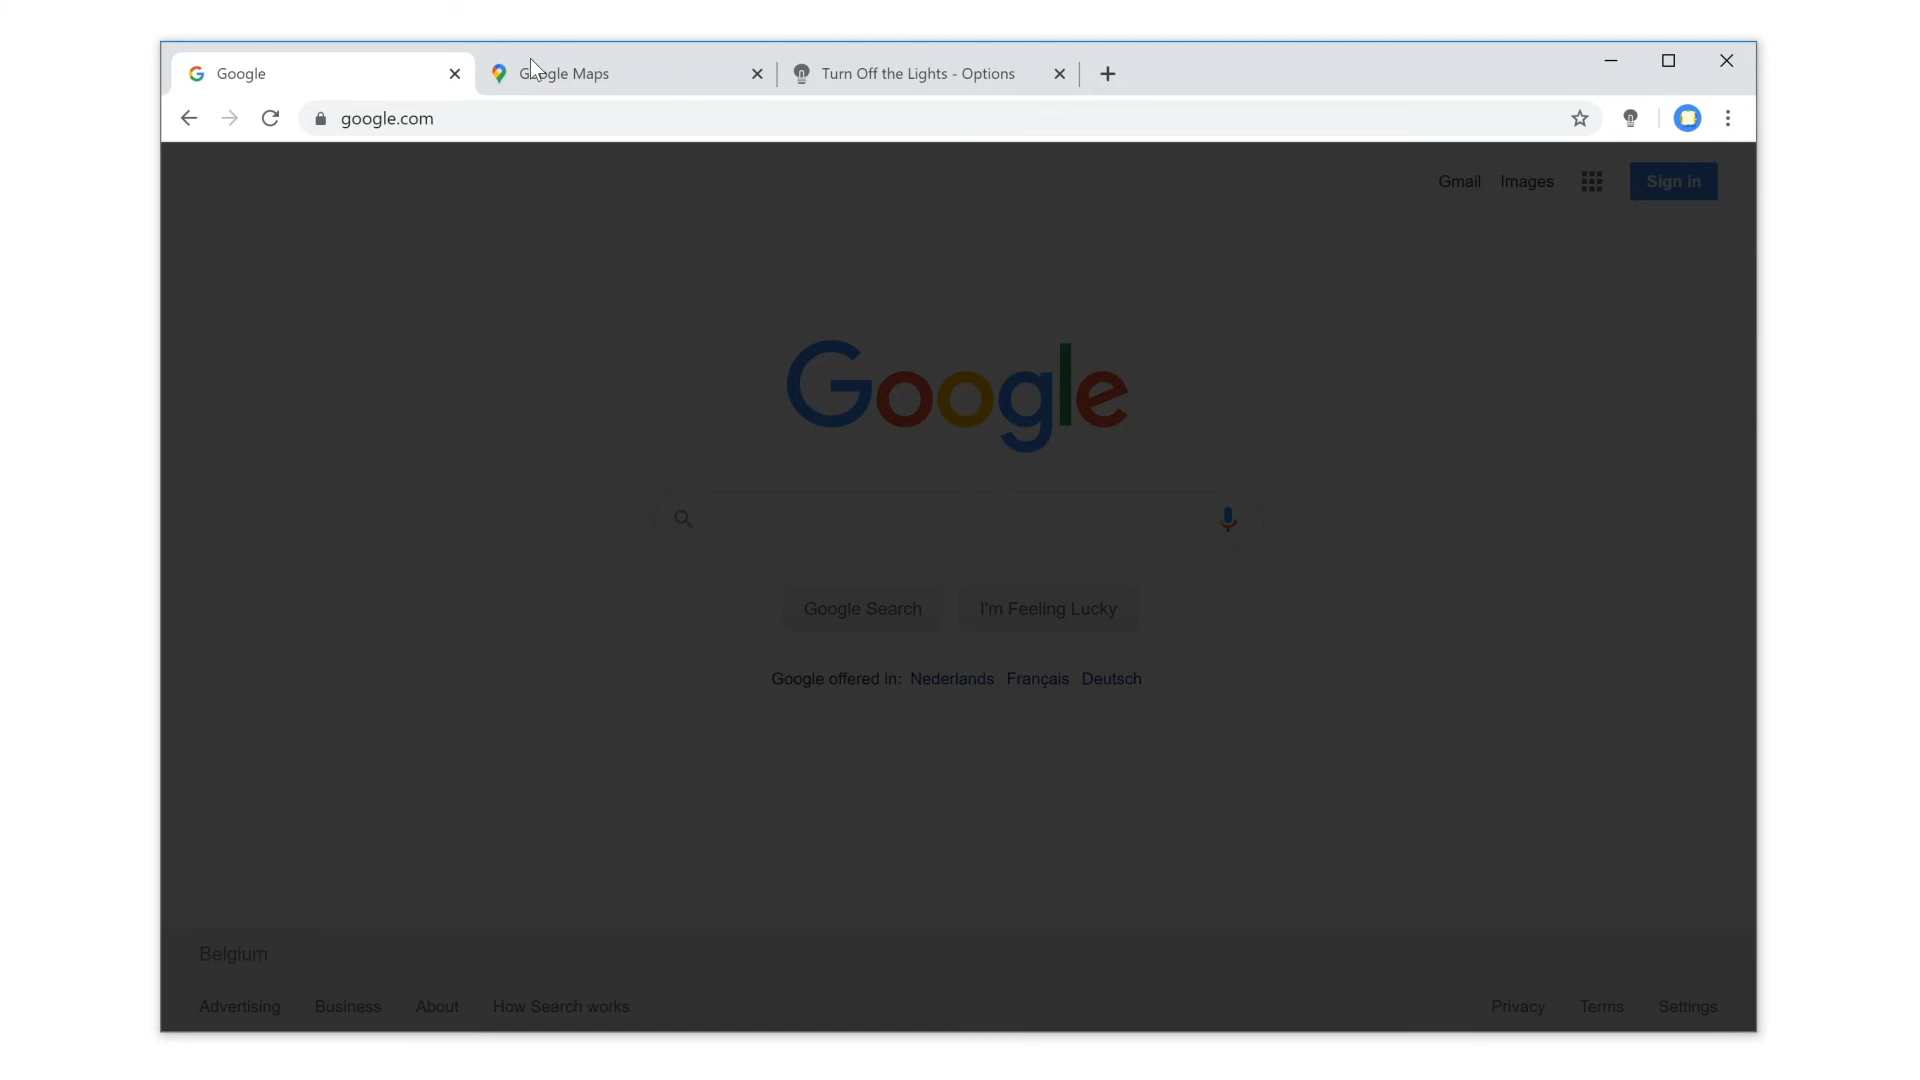 Google
Google Maps
Turn Off the Lights - Options
google.com
Gmail
Images
Sign in
Google
Google Search
I'm Feeling Lucky
Google offered in: Nederlands Français Deutsch
Belgium
Advertising
Business
About
How Search works
Privacy
Terms
Settings